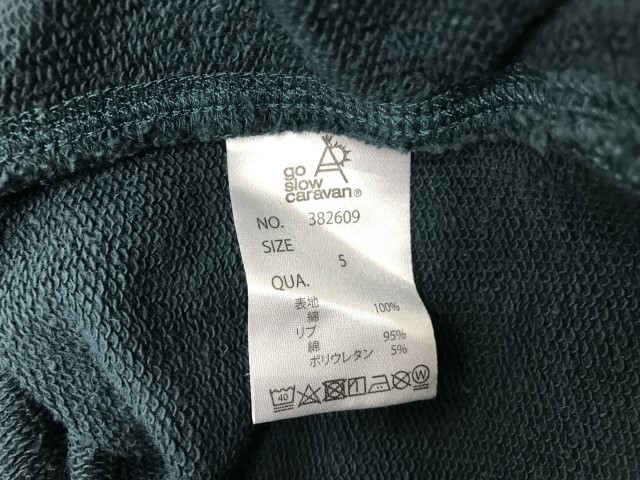 go
slow
caravan®
NO. 382609
SIZE
5
QUA.
表地
綿 100%
リブ
綿 95%
ポリウレタン 5%
40 W